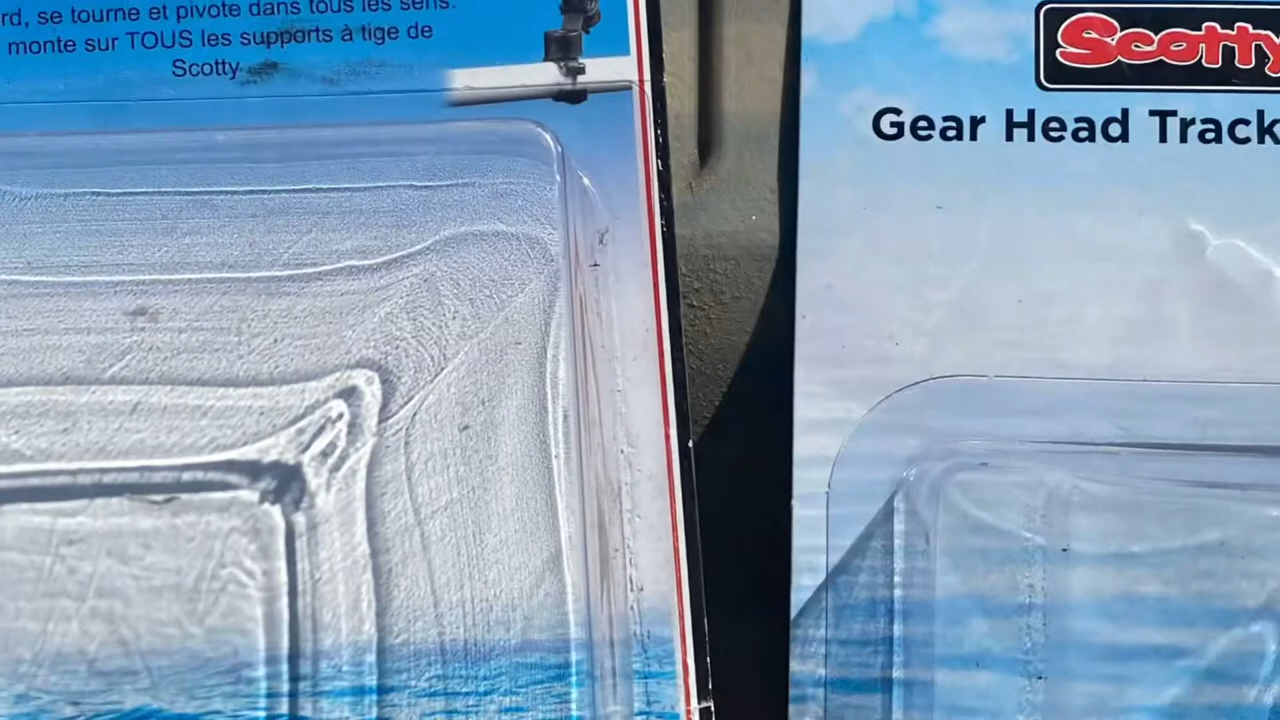 rd, se tourne et pivote dans tous les sens.
monte sur TOUS les supports à tige de
Scotty
Scotty
Gear Head Track